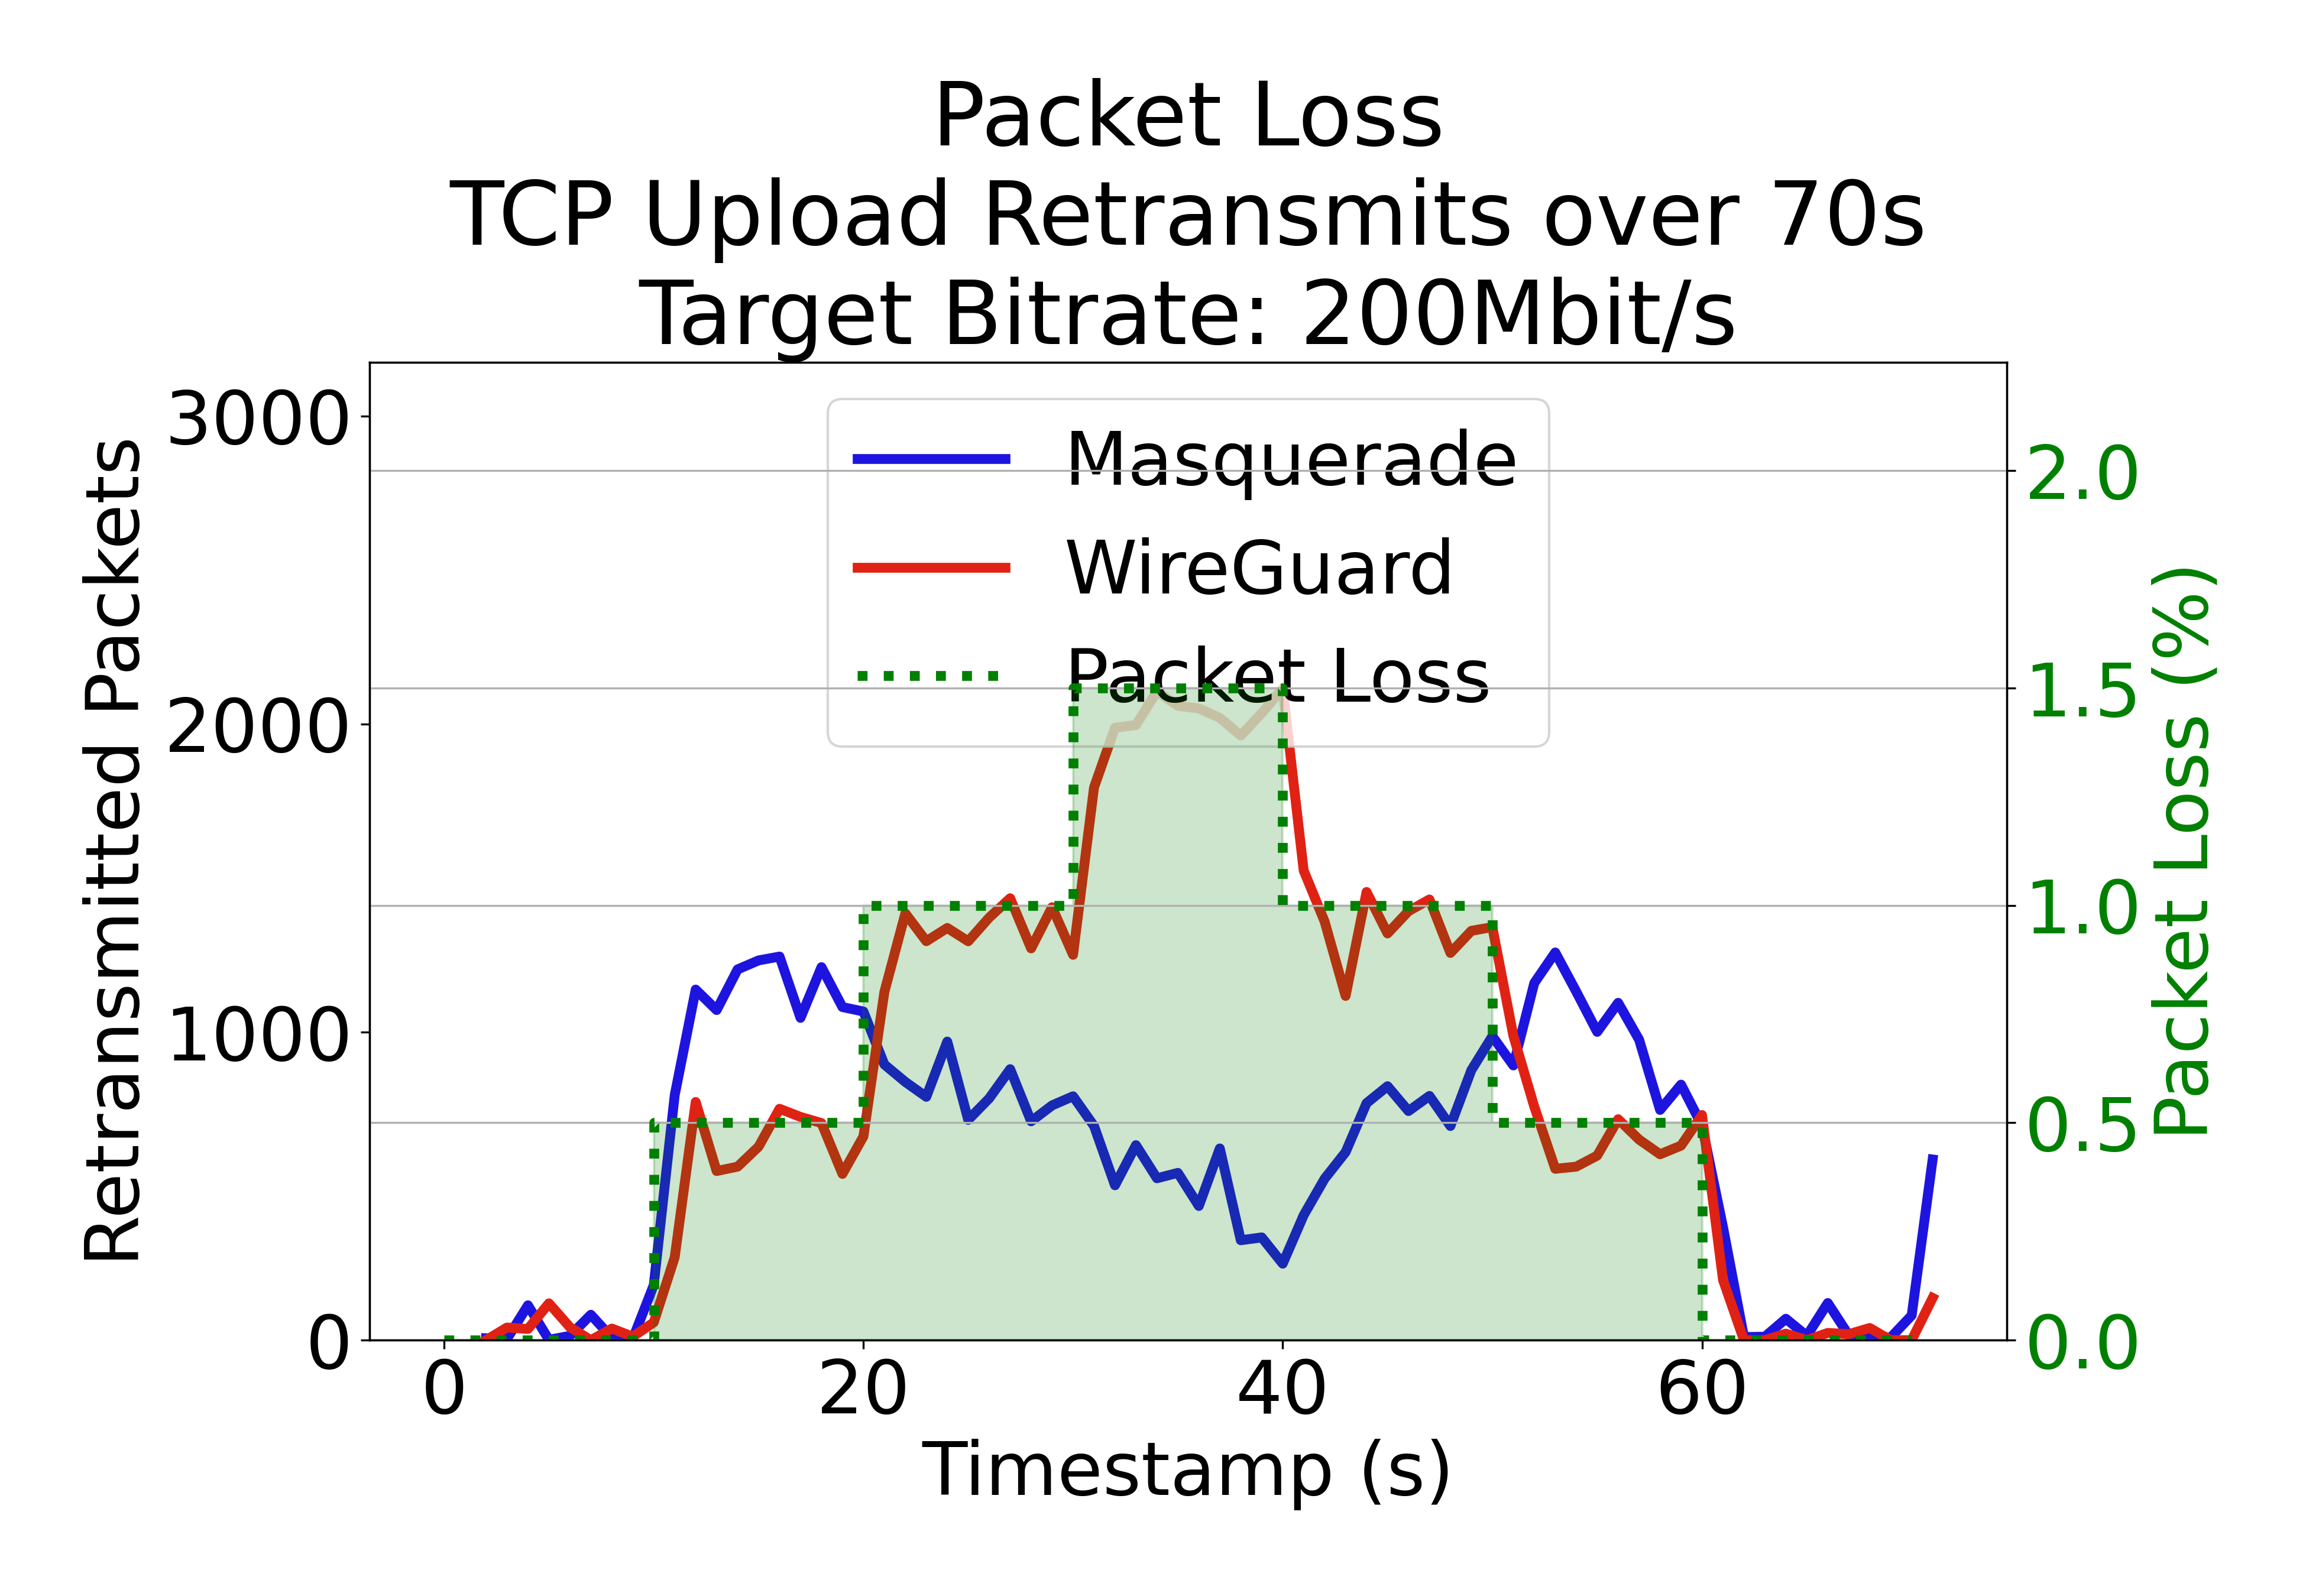 Packet Loss
TCP Upload Retransmits over 70s
Target Bitrate: 200Mbit/s
Retransmitted Packets
3000
2000
1000
0
Masquerade
WireGuard
Packet Loss
2.0
1.5
1.0
0.5
0.0
Packet Loss (%)
0 20 40 60
Timestamp (s)